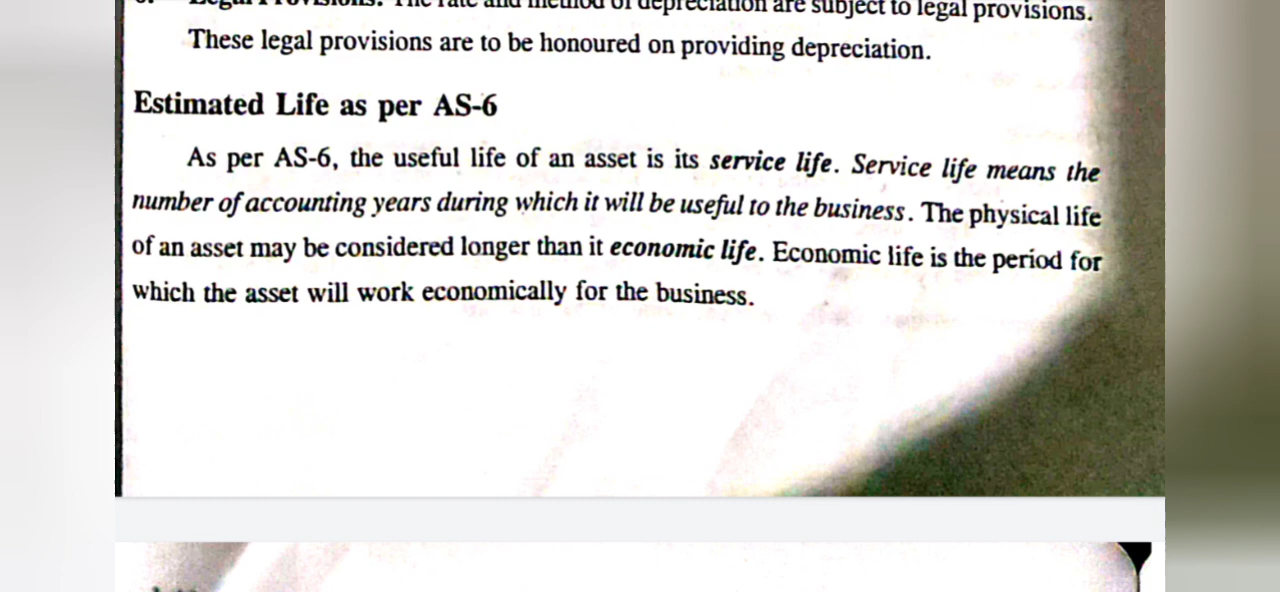 Legal Provisions: The rate and method of depreciation are subject to legal provisions.
These legal provisions are to be honoured on providing depreciation.
Estimated Life as per AS-6
As per AS-6, the useful life of an asset is its service life. Service life means the
number of accounting years during which it will be useful to the business. The physical life
of an asset may be considered longer than it economic life. Economic life is the period for
which the asset will work economically for the business.